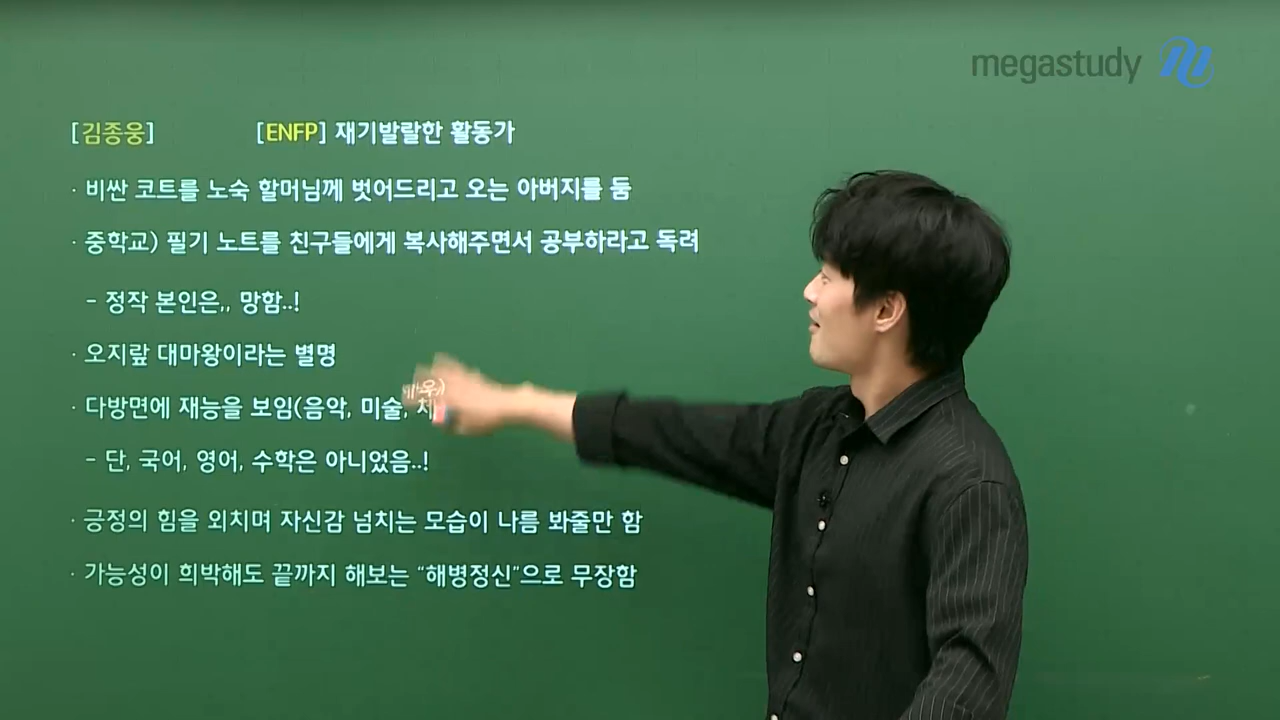 megastudy
[김종웅] [ENFP] 재기발랄한 활동가
· 비싼 코트를 노숙 할머님께 벗어드리고 오는 아버지를 둠
· 중학교) 필기 노트를 친구들에게 복사해주면서 공부하라고 독려
- 정작 본인은,, 망함..!
· 오지랖 대마왕이라는 별명
· 다방면에 재능을 보임(음악, 미술,
- 단, 국어, 영어, 수학은 아니었음..!
· 긍정의 힘을 외치며 자신감 넘치는 모습이 나름 봐줄만 함
· 가능성이 희박해도 끝까지 해보는 “해병정신”으로 무장함